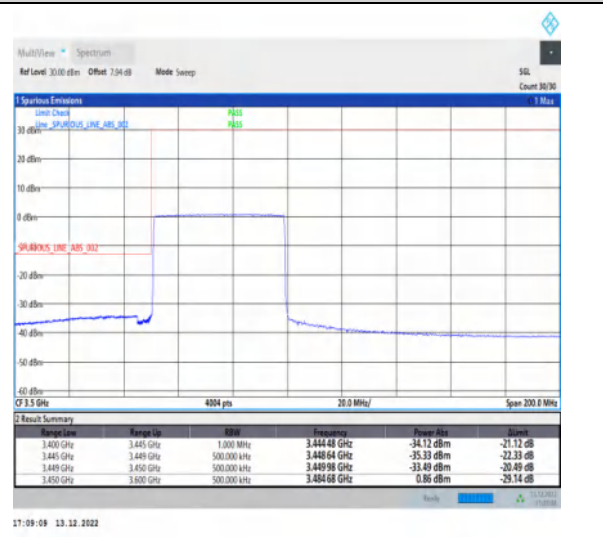 MultiView Spectrum
Ref Level 30.00 dBm Offset 7.94 dB Mode Sweep SGL
Count 30/30
1 Spurious Emissions 1 Max
Limit Check PASS
Line _SPURIOUS_LINE_ABS_002 PASS
30 dBm
20 dBm
10 dBm
0 dBm
_SPURIOUS_LINE_ABS_002
-20 dBm
-30 dBm
-40 dBm
-50 dBm
-60 dBm
CF 3.5 GHz 4004 pts 20.0 MHz/ Span 200.0 MHz
2 Result Summary
Range Low Range Up RBW Frequency Power Abs ΔLimit
3.400 GHz 3.445 GHz 1.000 MHz 3.44448 GHz -34.12 dBm -21.12 dB
3.445 GHz 3.449 GHz 500.000 kHz 3.44864 GHz -35.33 dBm -22.33 dB
3.449 GHz 3.450 GHz 500.000 kHz 3.44998 GHz -33.49 dBm -20.49 dB
3.450 GHz 3.600 GHz 500.000 kHz 3.48468 GHz 0.86 dBm -29.14 dB
Ready
17:09:09 13.12.2022